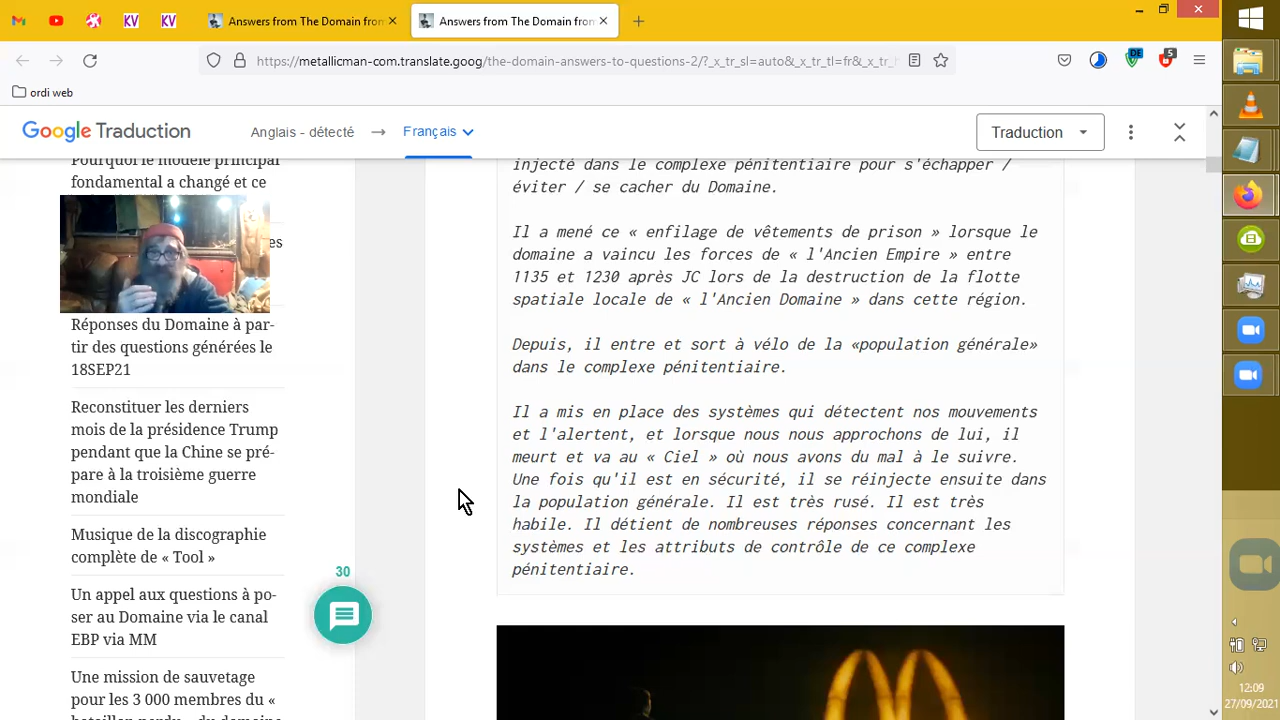 Answers from The Domain fron
Answers from The Domain fron
https://metallicman-com.translate.goog/the-domain-answers-to-questions-2/?_x_tr_sl=auto&_x_tr_tl=fr&_x_tr_
DE
5
ordi web
Google Traduction
Anglais - détecté
Français
Traduction
Pourquoi le modèle principal
fondamental a changé et ce
es
Réponses du Domaine à par-
tir des questions générées le
18SEP21
Reconstituer les derniers
mois de la présidence Trump
pendant que la Chine se pré-
pare à la troisième guerre
mondiale
Musique de la discographie
complète de « Tool »
Un appel aux questions à po-
ser au Domaine via le canal
EBP via MM
Une mission de sauvetage
pour les 3 000 membres du «
bataillon perdu » du domaine
30
injecté dans le complexe pénitentiaire pour s'échapper /
éviter / se cacher du Domaine.
Il a mené ce « enfilage de vêtements de prison » lorsque le
domaine a vaincu les forces de « l'Ancien Empire » entre
1135 et 1230 après JC lors de la destruction de la flotte
spatiale locale de « l'Ancien Domaine » dans cette région.
Depuis, il entre et sort à vélo de la «population générale»
dans le complexe pénitentiaire.
Il a mis en place des systèmes qui détectent nos mouvements
et l'alertent, et lorsque nous nous approchons de lui, il
meurt et va au « Ciel » où nous avons du mal à le suivre.
Une fois qu'il est en sécurité, il se réinjecte ensuite dans
la population générale. Il est très rusé. Il est très
habile. Il détient de nombreuses réponses concernant les
systèmes et les attributs de contrôle de ce complexe
pénitentiaire.
12:09
27/09/2021